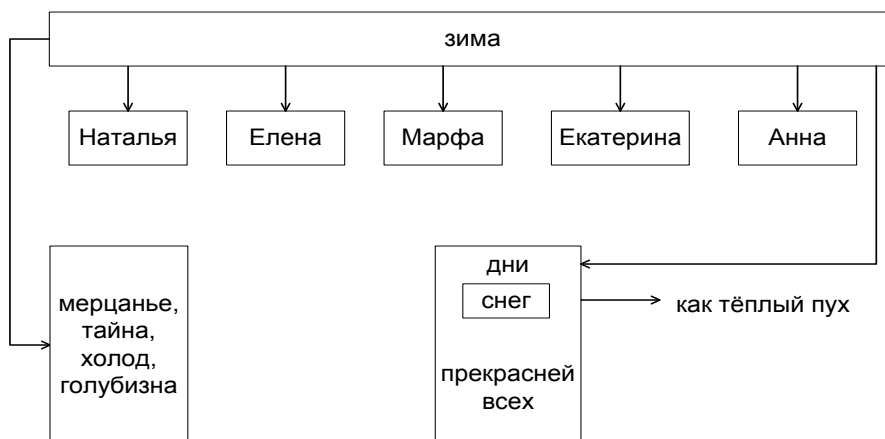 зима
Наталья
Елена
Марфа
Екатерина
Анна
мерцанье,
тайна,
холод,
голубизна
дни
снег
прекрасней
всех
как тёплый пух